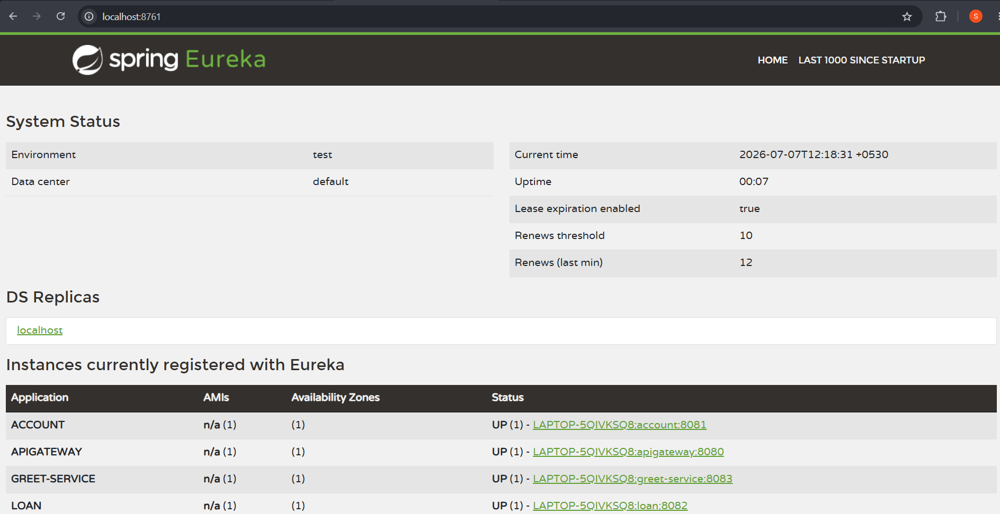 localhost:8761
S
spring Eureka
HOME LAST 1000 SINCE STARTUP
System Status
Environment test
Data center default
Current time 2026-07-07T12:18:31 +0530
Uptime 00:07
Lease expiration enabled true
Renews threshold 10
Renews (last min) 12
DS Replicas
localhost
Instances currently registered with Eureka
Application AMIs Availability Zones Status
ACCOUNT n/a (1) (1) UP (1) - LAPTOP-5QIVKSQ8:account:8081
APIGATEWAY n/a (1) (1) UP (1) - LAPTOP-5QIVKSQ8:apigateway:8080
GREET-SERVICE n/a (1) (1) UP (1) - LAPTOP-5QIVKSQ8:greet-service:8083
LOAN n/a (1) (1) UP (1) - LAPTOP-5QIVKSQ8:loan:8082